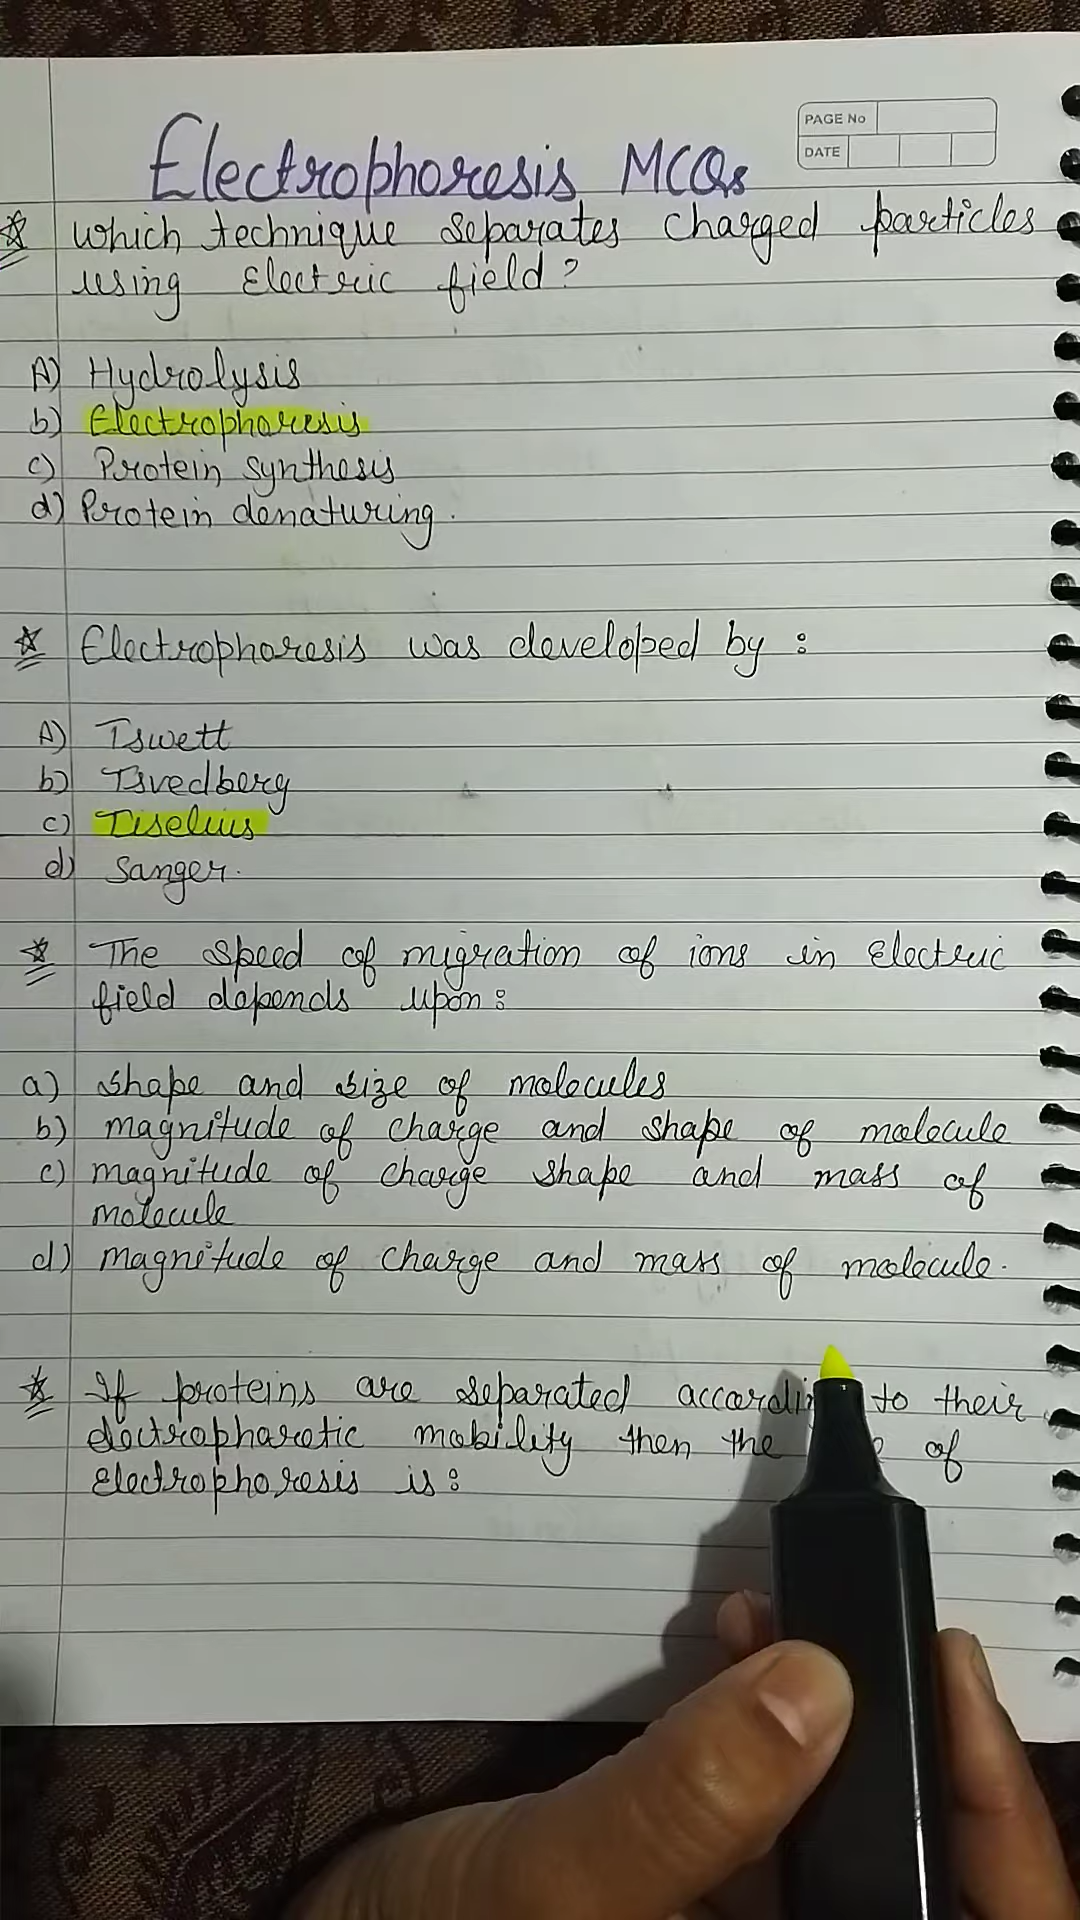 PAGE No
DATE
Electrophoresis MCQs
which technique separates charged particles
using Electric field?
A) Hydrolysis
b) Electrophoresis
c) Protein synthesis
d) Protein denaturing.
Electrophoresis was developed by:
A) Tswett
b) Tsvedberg
c) Tiselius
d) Sanger.
The speed of migration of ions in Electric
field depends upon:
a) shape and size of molecules
b) magnitude of charge and shape of molecule
c) magnitude of charge shape and mass of
molecule
d) magnitude of charge and mass of molecule.
If proteins are separated to their
electrophoretic mobility then the of
Electrophoresis is: